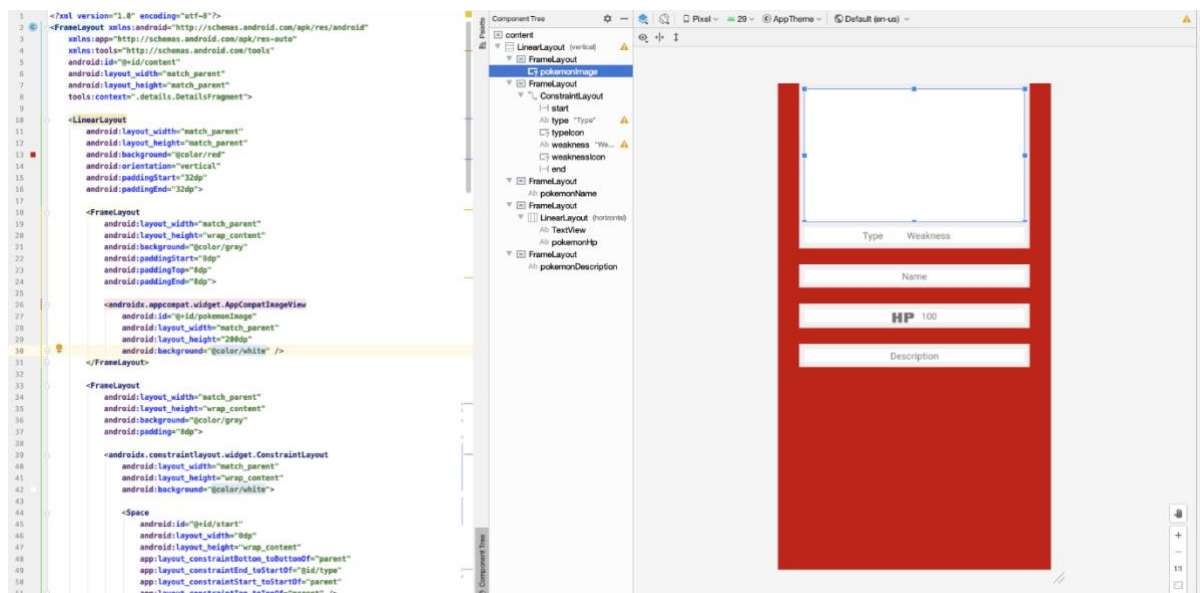 1 <?xml version="1.0" encoding="utf-8"?>
2 <FrameLayout xmlns:android="http://schemas.android.com/apk/res/android"
3 xmlns:app="http://schemas.android.com/apk/res-auto"
4 xmlns:tools="http://schemas.android.com/tools"
5 android:id="@+id/content"
6 android:layout_width="match_parent"
7 android:layout_height="match_parent"
8 tools:context=".details.DetailsFragment">
9
10 <LinearLayout
11 android:layout_width="match_parent"
12 android:layout_height="match_parent"
13 android:background="@color/red"
14 android:orientation="vertical"
15 android:paddingStart="32dp"
16 android:paddingEnd="32dp">
17
18 <FrameLayout
19 android:layout_width="match_parent"
20 android:layout_height="wrap_content"
21 android:background="@color/gray"
22 android:paddingStart="8dp"
23 android:paddingTop="8dp"
24 android:paddingEnd="8dp">
25
26 <androidx.appcompat.widget.AppCompatImageView
27 android:id="@+id/pokemonImage"
28 android:layout_width="match_parent"
29 android:layout_height="200dp"
30 android:background="@color/white" />
31 </FrameLayout>
32
33 <FrameLayout
34 android:layout_width="match_parent"
35 android:layout_height="wrap_content"
36 android:background="@color/gray"
37 android:padding="8dp">
38
39 <androidx.constraintlayout.widget.ConstraintLayout
40 android:layout_width="match_parent"
41 android:layout_height="wrap_content"
42 android:background="@color/white">
43
44 <Space
45 android:id="@+id/start"
46 android:layout_width="0dp"
47 android:layout_height="wrap_content"
48 app:layout_constraintBottom_toBottomOf="parent"
49 app:layout_constraintEnd_toStartOf="@id/type"
50 app:layout_constraintStart_toStartOf="parent"
Palette
Component Tree
Component Tree
content
LinearLayout (vertical)
FrameLayout
pokemonImage
FrameLayout
ConstraintLayout
start
Ab type "Type"
typeIcon
Ab weakness "We...
weaknessIcon
end
FrameLayout
Ab pokemonName
FrameLayout
LinearLayout (horizontal)
Ab TextView
Ab pokemonHp
FrameLayout
Ab pokemonDescription
Pixel 29 AppTheme Default (en-us)
Type Weakness
Name
HP 100
Description
+
−
1:1